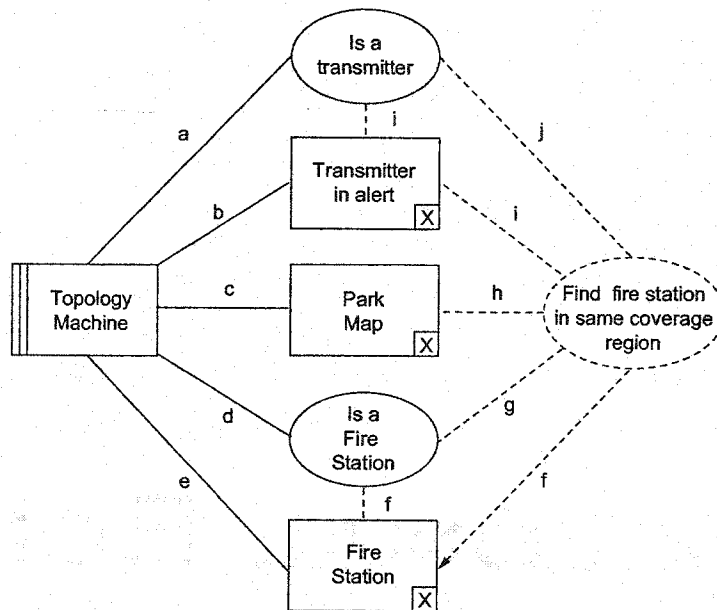 Is a
transmitter
i
a
j
Transmitter
in alert
X
b
i
Topology
Machine
c
Park
Map
X
h
Find fire station
in same coverage
region
d
Is a
Fire
Station
g
e
f
f
Fire
Station
X